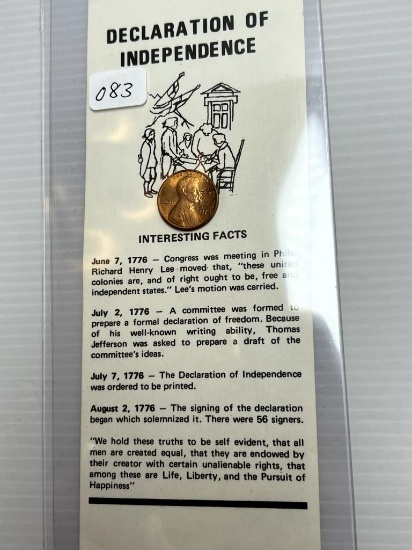 DECLARATION OF
INDEPENDENCE
083
INTERESTING FACTS
June 7, 1776 — Congress was meeting in
Richard Henry Lee moved that, "these united
colonies are, and of right ought to be, free and
independent states." Lee's motion was carried.
July 2, 1776 — A committee was formed to
prepare a formal declaration of freedom. Because
of his well-known writing ability, Thomas
Jefferson was asked to prepare a draft of the
committee's ideas.
July 7, 1776 — The Declaration of Independence
was ordered to be printed.
August 2, 1776 — The signing of the declaration
began which solemnized it. There were 56 signers.
"We hold these truths to be self evident, that all
men are created equal, that they are endowed by
their creator with certain unalienable rights, that
among these are Life, Liberty, and the Pursuit of
Happiness"